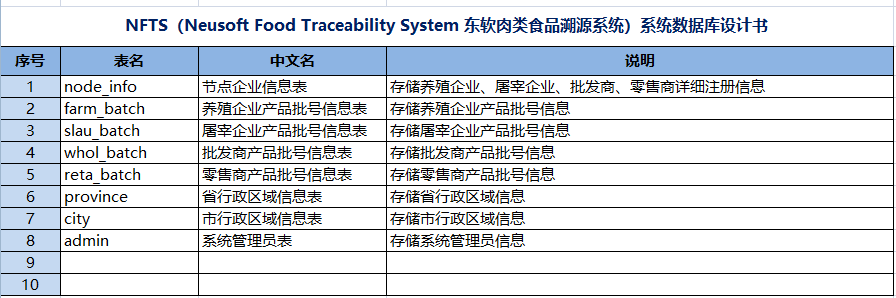 NFTS（Neusoft Food Traceability System 东软肉类食品溯源系统）系统数据库设计书
序号 表名 中文名 说明
1 node_info 节点企业信息表 存储养殖企业、屠宰企业、批发商、零售商详细注册信息
2 farm_batch 养殖企业产品批号信息表 存储养殖企业产品批号信息
3 slau_batch 屠宰企业产品批号信息表 存储屠宰企业产品批号信息
4 whol_batch 批发商产品批号信息表 存储批发商产品批号信息
5 reta_batch 零售商产品批号信息表 存储零售商产品批号信息
6 province 省行政区域信息表 存储省行政区域信息
7 city 市行政区域信息表 存储市行政区域信息
8 admin 系统管理员表 存储系统管理员信息
9
10